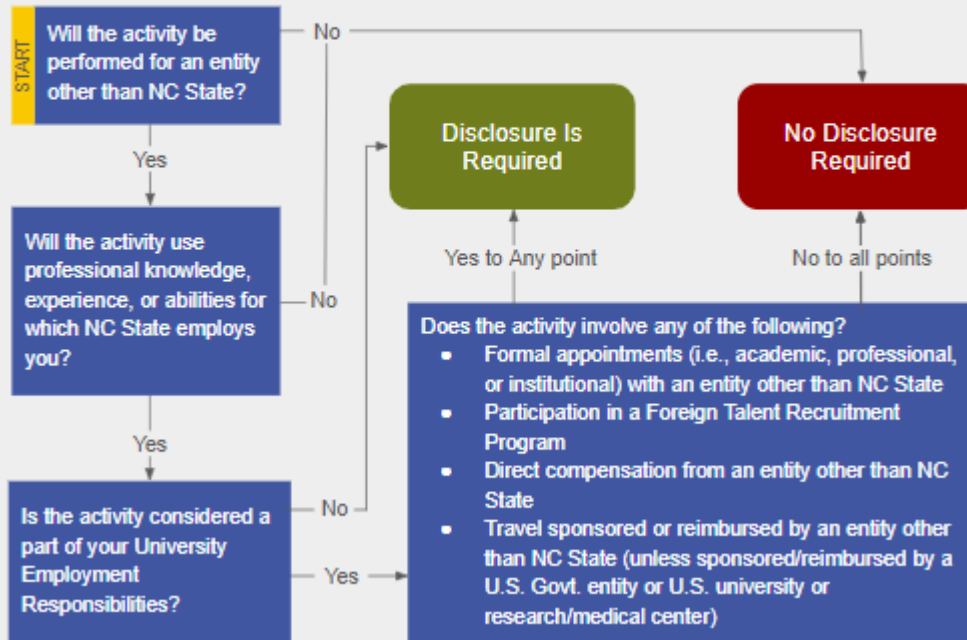 START
Will the activity be
performed for an entity
other than NC State?
No
Yes
Disclosure Is
Required
No Disclosure
Required
Will the activity use
professional knowledge,
experience, or abilities for
which NC State employs
you?
No
Yes to Any point
No to all points
Yes
Does the activity involve any of the following?
• Formal appointments (i.e., academic, professional,
or institutional) with an entity other than NC State
• Participation in a Foreign Talent Recruitment
Program
• Direct compensation from an entity other than NC
State
• Travel sponsored or reimbursed by an entity other
than NC State (unless sponsored/reimbursed by a
U.S. Govt. entity or U.S. university or
research/medical center)
Is the activity considered a
part of your University
Employment
Responsibilities?
No
Yes